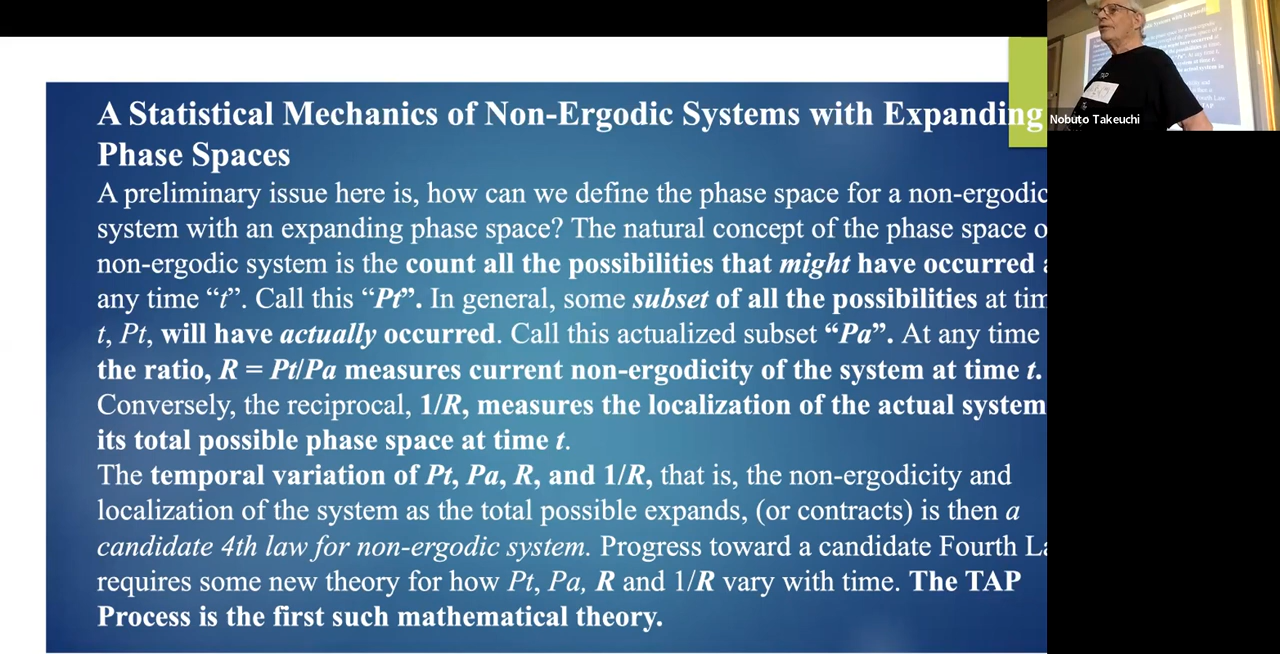 A Statistical Mechanics of Non-Ergodic Systems with Expanding
Phase Spaces
A preliminary issue here is, how can we define the phase space for a non-ergodic
system with an expanding phase space? The natural concept of the phase space o
non-ergodic system is the count all the possibilities that might have occurred
any time “t”. Call this “Pt”. In general, some subset of all the possibilities at tim
t, Pt, will have actually occurred. Call this actualized subset “Pa”. At any time
the ratio, R = Pt/Pa measures current non-ergodicity of the system at time t.
Conversely, the reciprocal, 1/R, measures the localization of the actual system
its total possible phase space at time t.
The temporal variation of Pt, Pa, R, and 1/R, that is, the non-ergodicity and
localization of the system as the total possible expands, (or contracts) is then a
candidate 4th law for non-ergodic system. Progress toward a candidate Fourth La
requires some new theory for how Pt, Pa, R and 1/R vary with time. The TAP
Process is the first such mathematical theory.
Nobuto Takeuchi